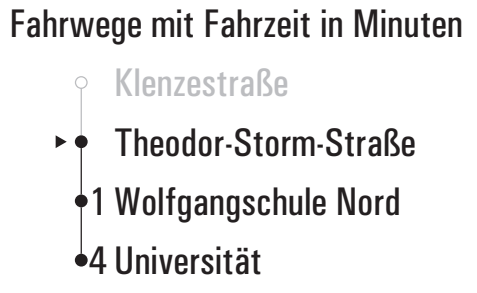 Fahrwege mit Fahrzeit in Minuten
Klenzestraße
Theodor-Storm-Straße
1 Wolfgangschule Nord
4 Universität